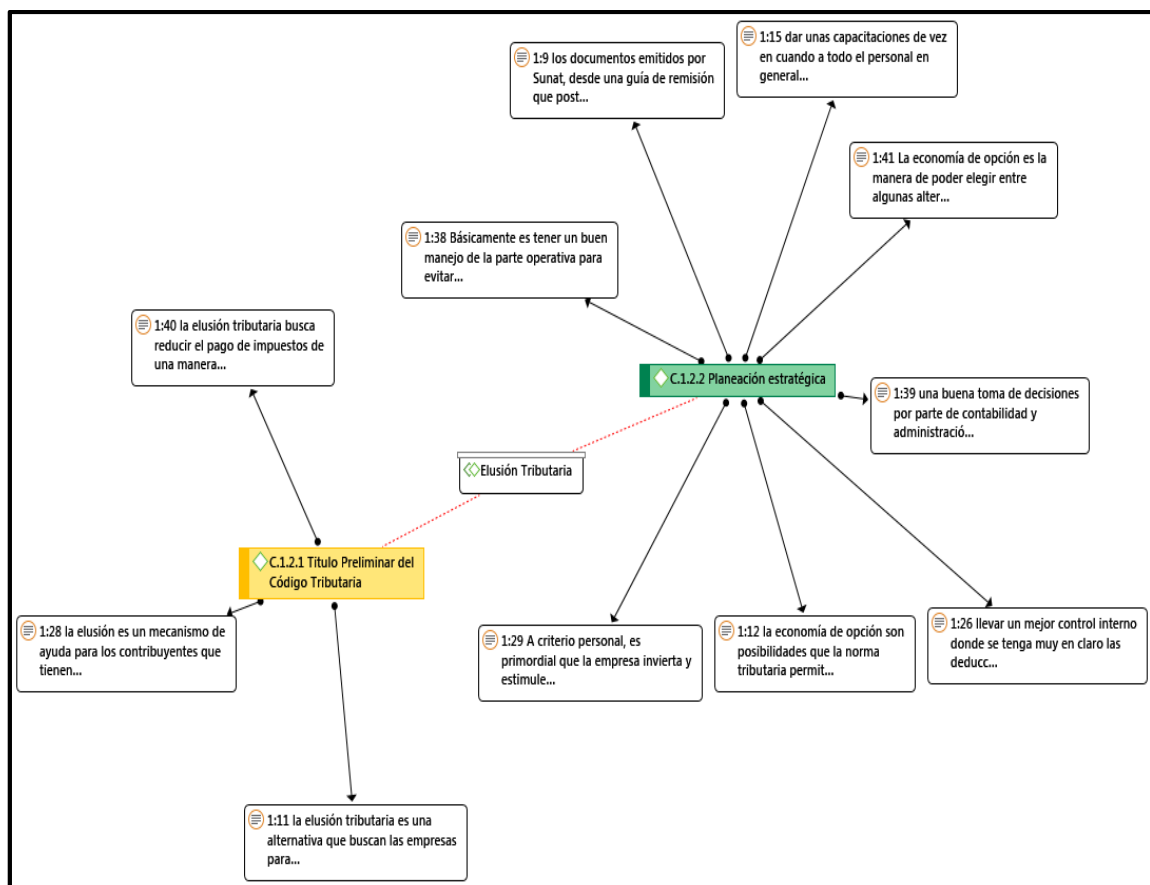 1:15 dar unas capacitaciones de vez
en cuando a todo el personal en
general...
1:9 los documentos emitidos por
Sunat, desde una guía de remisión
que post...
1:41 La economía de opción es la
manera de poder elegir entre
algunas alter...
1:38 Básicamente es tener un buen
manejo de la parte operativa para
evitar...
1:40 la elusión tributaria busca
reducir el pago de impuestos de
una manera...
C.1.2.2 Planeación estratégica
1:39 una buena toma de decisiones
por parte de contabilidad y
administració...
Elusión Tributaria
C.1.2.1 Título Preliminar del
Código Tributaria
1:28 la elusión es un mecanismo de
ayuda para los contribuyentes que
tienen...
1:29 A criterio personal, es
primordial que la empresa invierta y
estimule...
1:12 la economía de opción son
posibilidades que la norma
tributaria permit...
1:26 llevar un mejor control interno
donde se tenga muy en claro las
deducc...
1:11 la elusión tributaria es una
alternativa que buscan las empresas
para...